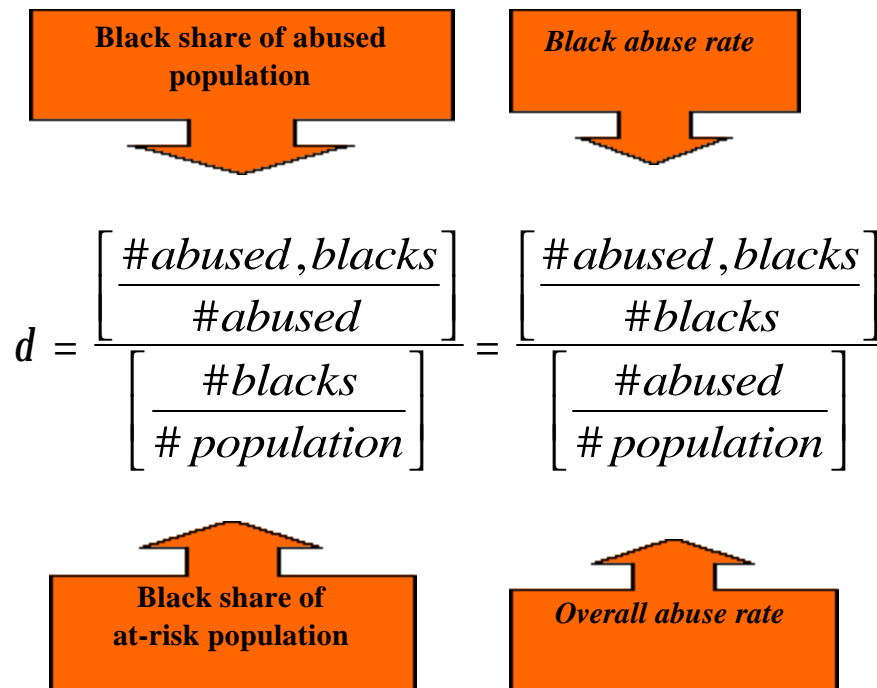 Black share of abused
population
Black abuse rate
d = [#abused,blacks / #abused] / [#blacks / #population] = [#abused,blacks / #blacks] / [#abused / #population]
Black share of
at-risk population
Overall abuse rate